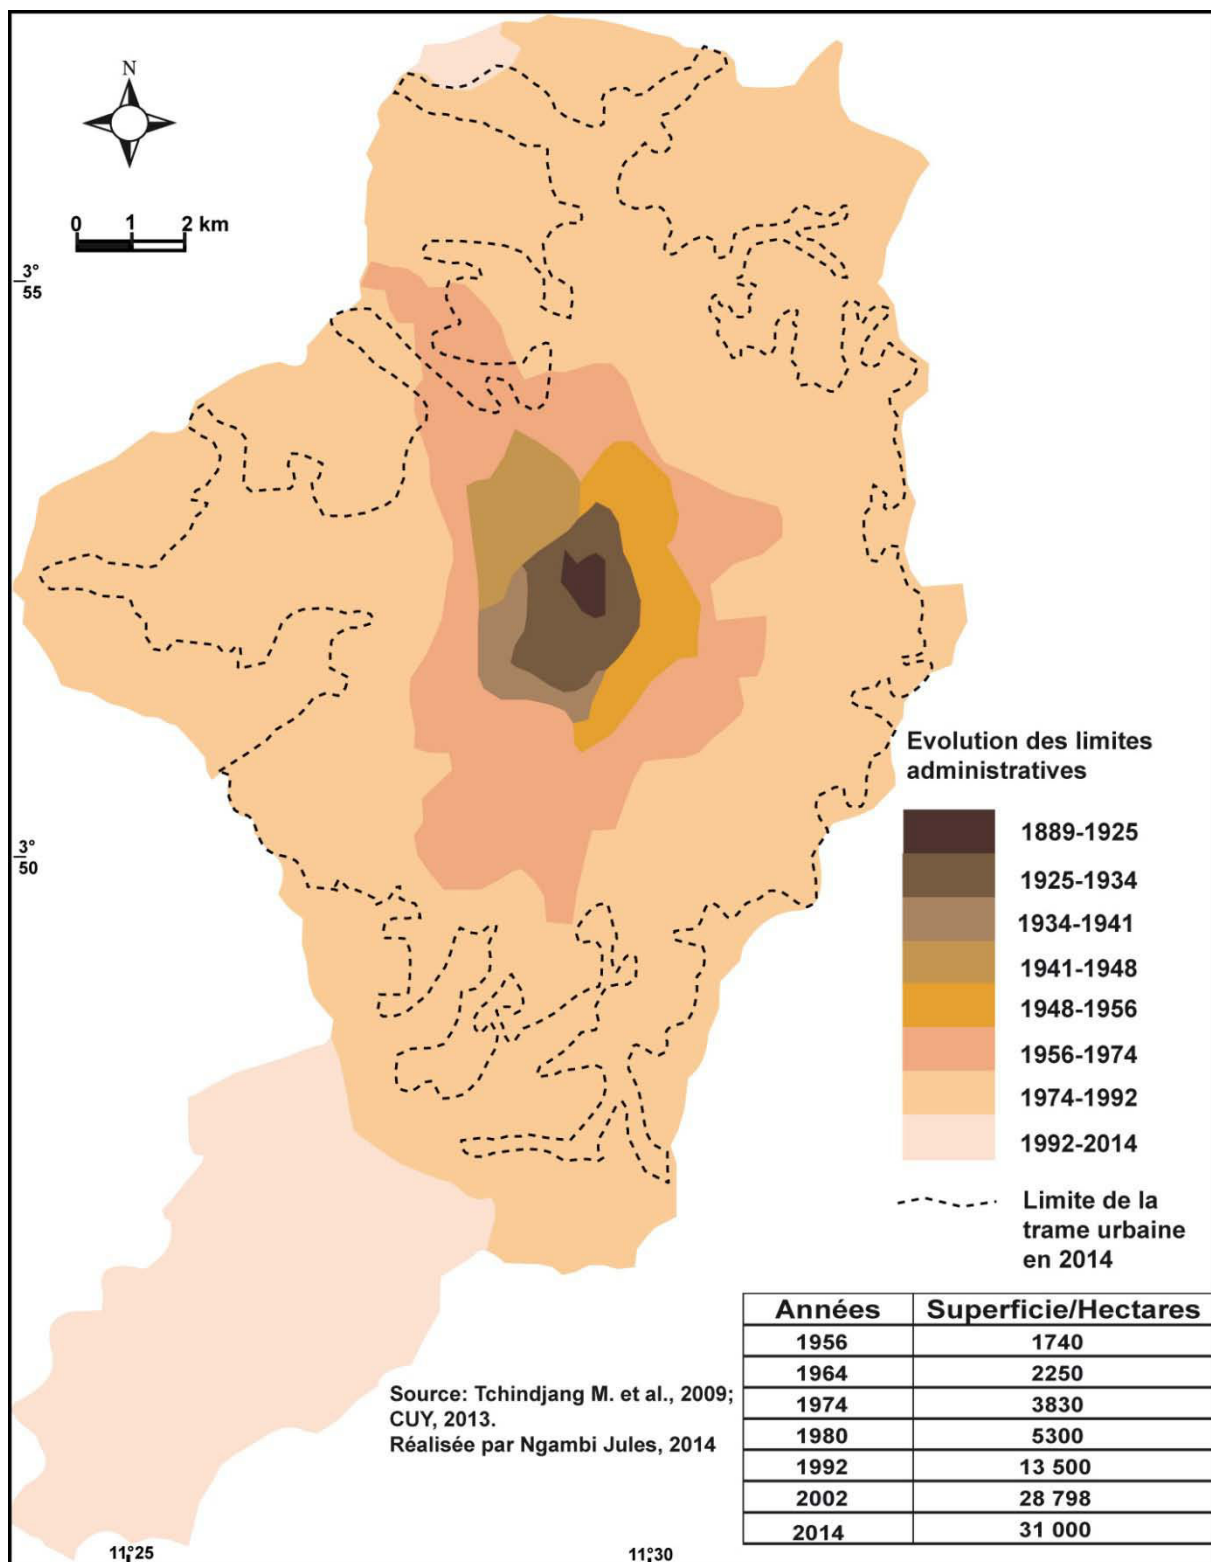 N
0 1 2 km
3°
55
3°
50
Evolution des limites
administratives
1889-1925
1925-1934
1934-1941
1941-1948
1948-1956
1956-1974
1974-1992
1992-2014
Limite de la
trame urbaine
en 2014
Années Superficie/Hectares
1956 1740
1964 2250
1974 3830
1980 5300
1992 13 500
2002 28 798
2014 31 000
Source: Tchindjang M. et al., 2009;
CUY, 2013.
Réalisée par Ngambi Jules, 2014
11°25 11°30